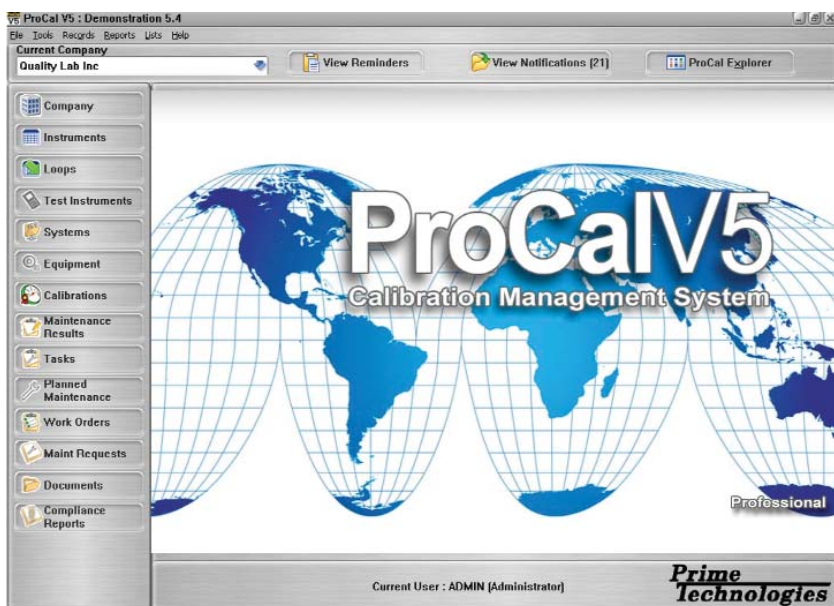 ProCal V5 : Demonstration 5.4
File Tools Records Reports Lists Help
Current Company
Quality Lab Inc
View Reminders
View Notifications (21)
ProCal Explorer
Company
Instruments
Loops
Test Instruments
Systems
Equipment
Calibrations
Maintenance
Results
Tasks
Planned
Maintenance
Work Orders
Maint Requests
Documents
Compliance
Reports
ProCalV5
Calibration Management System
Professional
Current User : ADMIN (Administrator)
Prime
Technologies